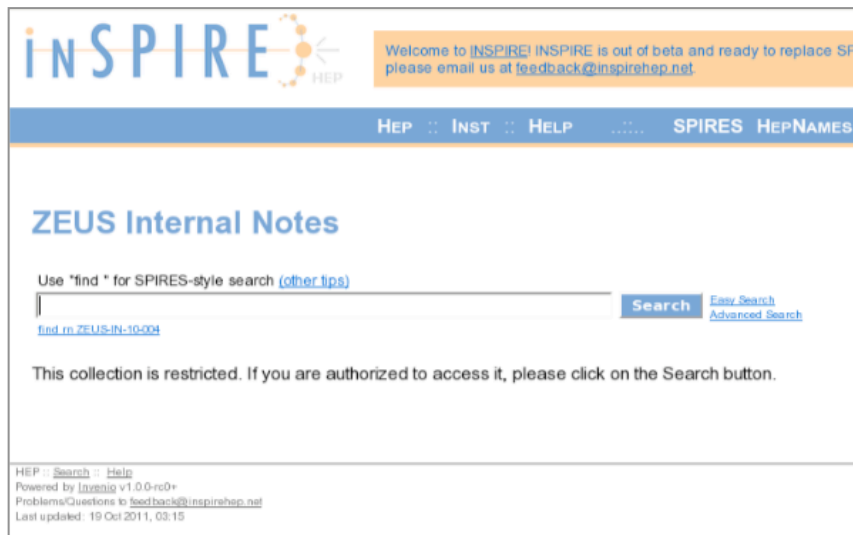 inSPIRE
HEP
Welcome to INSPIRE! INSPIRE is out of beta and ready to replace SP
please email us at feedback@inspirehep.net.
HEP :: INST :: HELP ..::.. SPIRES HEPNAMES
ZEUS Internal Notes
Use "find " for SPIRES-style search (other tips)
Search
Easy Search
Advanced Search
find rn ZEUS-IN-10-004
This collection is restricted. If you are authorized to access it, please click on the Search button.
HEP :: Search :: Help
Powered by Invenio v1.0.0-rc0+
Problems/Questions to feedback@inspirehep.net
Last updated: 19 Oct 2011, 03:15